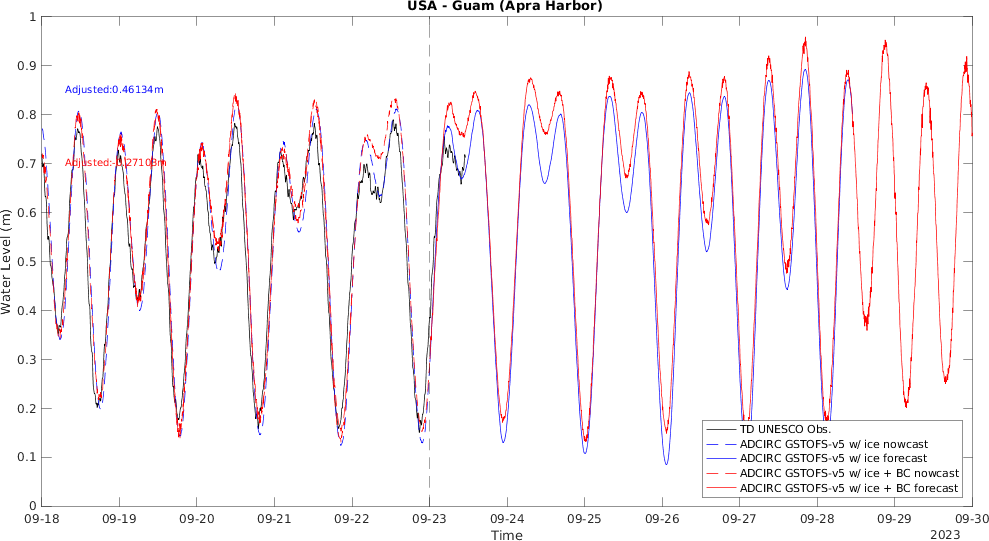 USA - Guam (Apra Harbor)
Water Level (m)
1
0.9
0.8
0.7
0.6
0.5
0.4
0.3
0.2
0.1
0
Adjusted:0.46134m
TD UNESCO Obs.
ADCIRC GSTOFS-v5 w/ ice nowcast
ADCIRC GSTOFS-v5 w/ ice forecast
ADCIRC GSTOFS-v5 w/ ice + BC nowcast
ADCIRC GSTOFS-v5 w/ ice + BC forecast
09-18 09-19 09-20 09-21 09-22 09-23 09-24 09-25 09-26 09-27 09-28 09-29 09-30
Time
2023